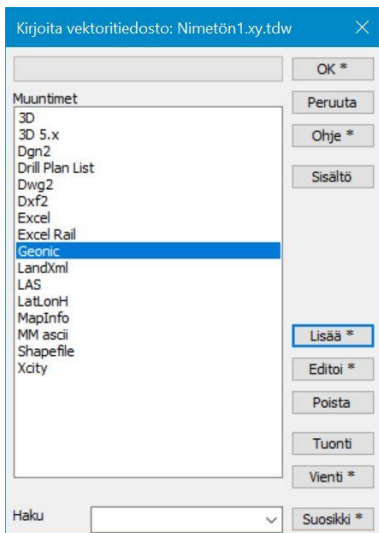 Kirjoita vektoritiedosto: Nimetön1.xy.tdw
OK *
Muuntimet
Peruuta
3D
3D 5.x
Ohje *
Dgn2
Drill Plan List
Sisältö
Dwg2
Dxf2
Excel
Excel Rail
Geonic
LandXml
LAS
LatLonH
MapInfo
MM ascii
Lisää *
Shapefile
Xcity
Editoi *
Poista
Tuonti
Vienti *
Haku
Suosikki *